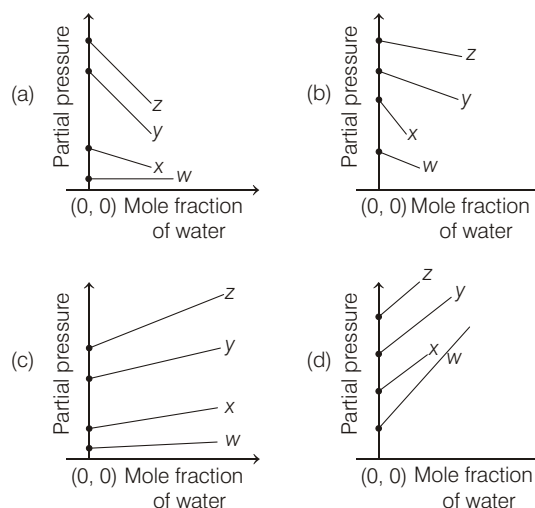 (a)
Partial pressure
z
y
x
w
(0, 0) Mole fraction
of water
(b)
Partial pressure
z
y
x
w
(0, 0) Mole fraction
of water
(c)
Partial pressure
z
y
x
w
(0, 0) Mole fraction
of water
(d)
Partial pressure
z
y
x
w
(0, 0) Mole fraction
of water